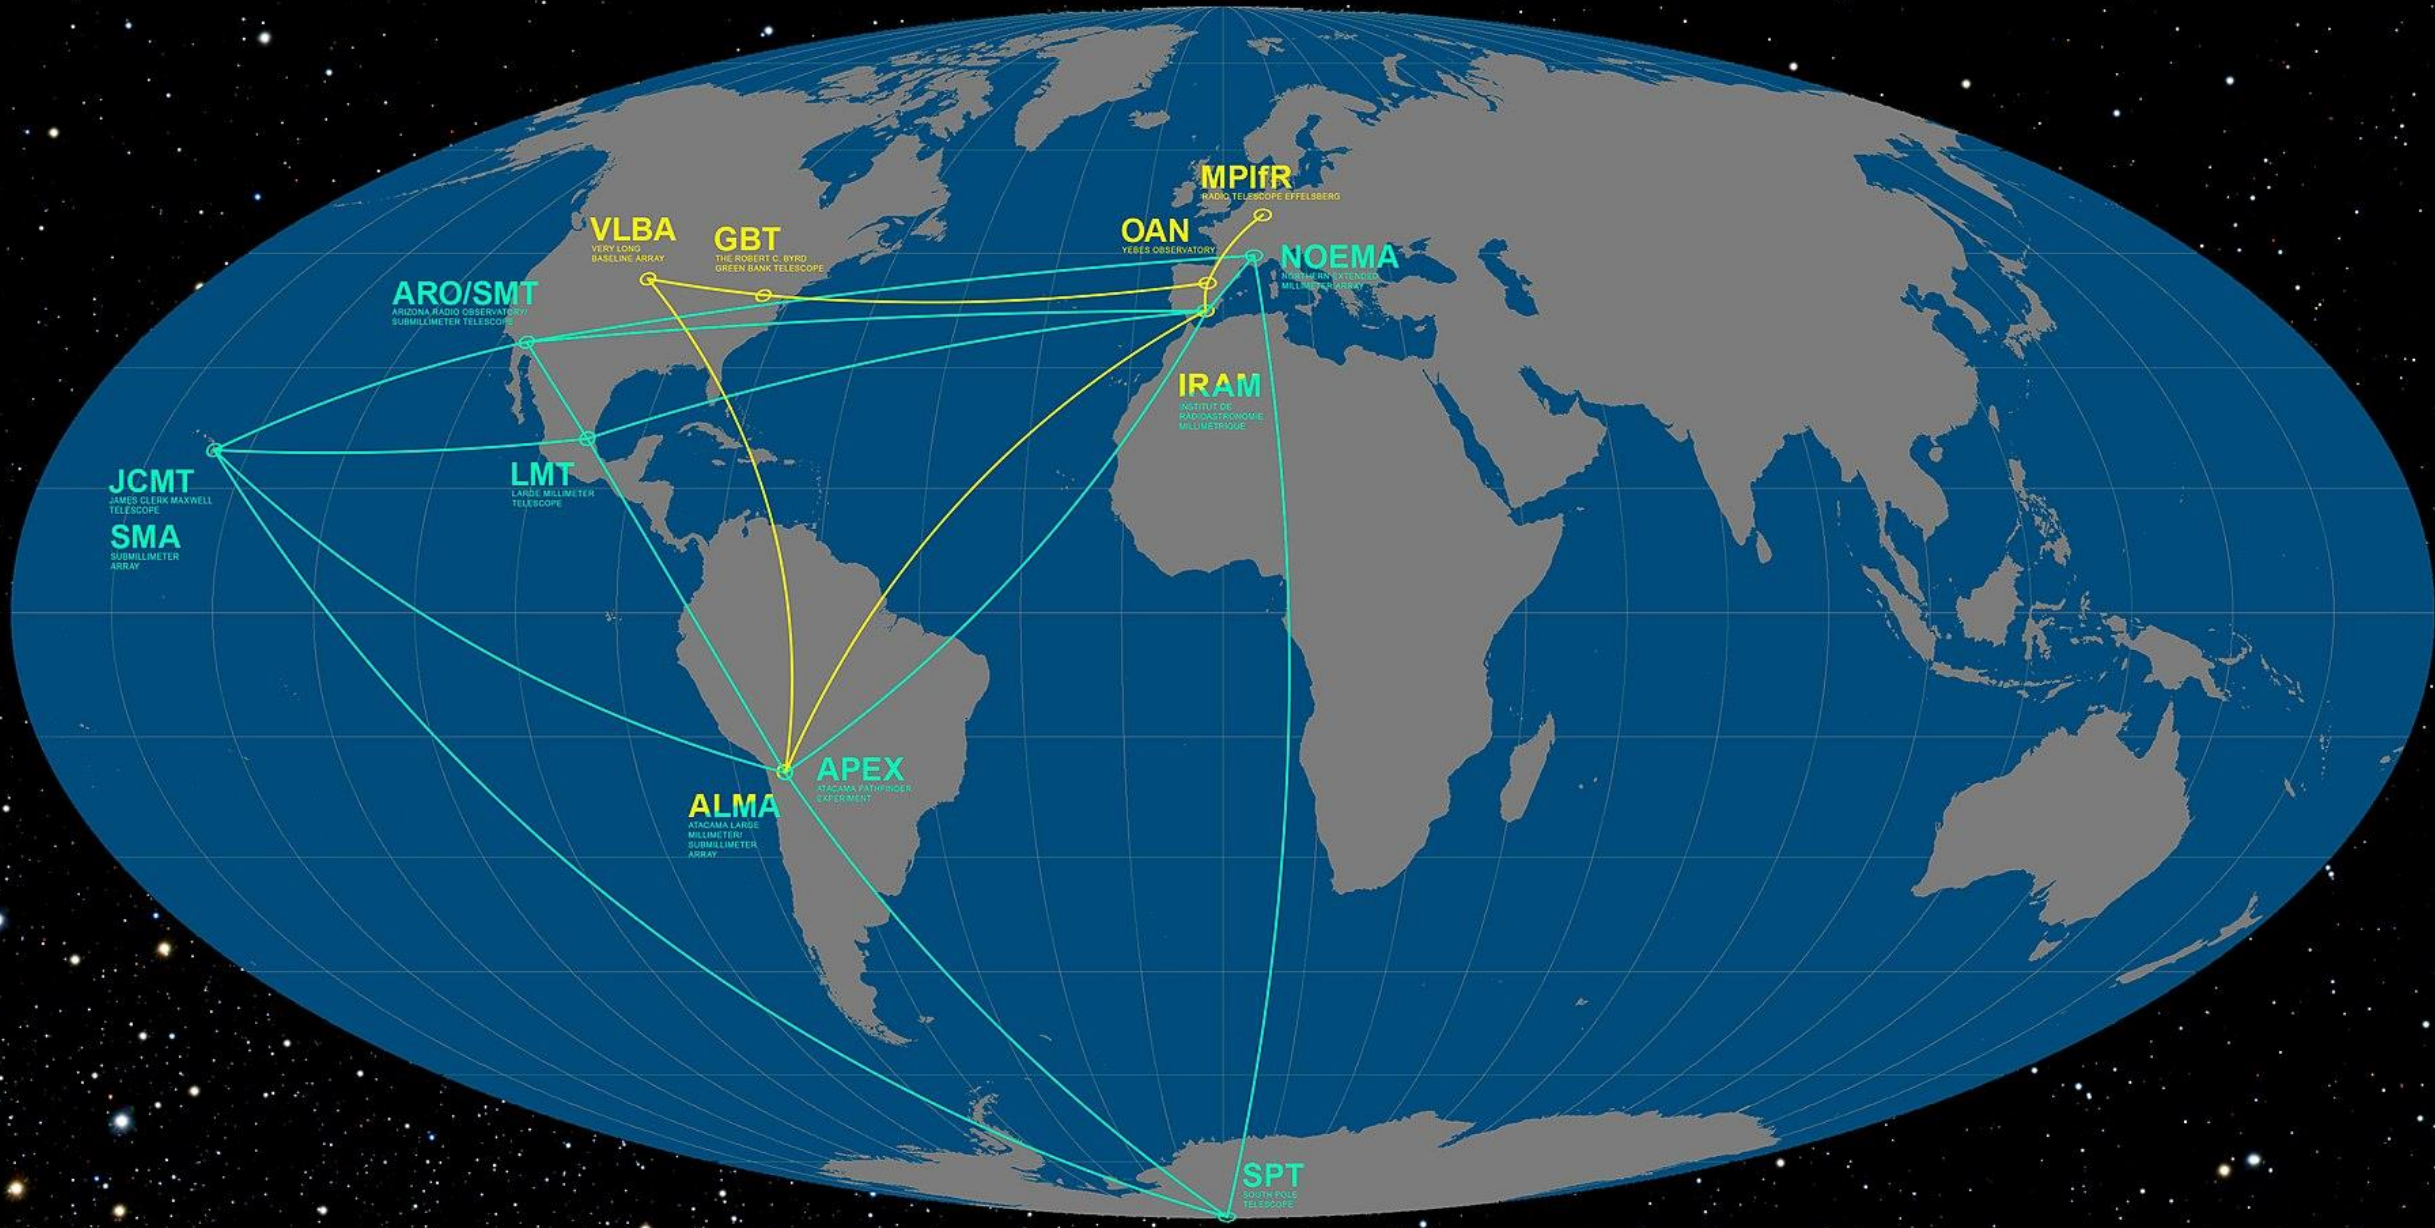 MPIfR
RADIO TELESCOPE EFFELSBERG
VLBA
VERY LONG
BASELINE ARRAY
GBT
THE ROBERT C. BYRD
GREEN BANK TELESCOPE
OAN
YEBES OBSERVATORY
NOEMA
NORTHERN EXTENDED
MILLIMETER ARRAY
ARO/SMT
ARIZONA RADIO OBSERVATORY/
SUBMILLIMETER TELESCOPE
IRAM
INSTITUT DE
RADIOASTRONOMIE
MILLIMETRIQUE
JCMT
JAMES CLERK MAXWELL
TELESCOPE
SMA
SUBMILLIMETER
ARRAY
LMT
LARGE MILLIMETER
TELESCOPE
APEX
ATACAMA PATHFINDER
EXPERIMENT
ALMA
ATACAMA LARGE
MILLIMETER/
SUBMILLIMETER
ARRAY
SPT
SOUTH POLE
TELESCOPE